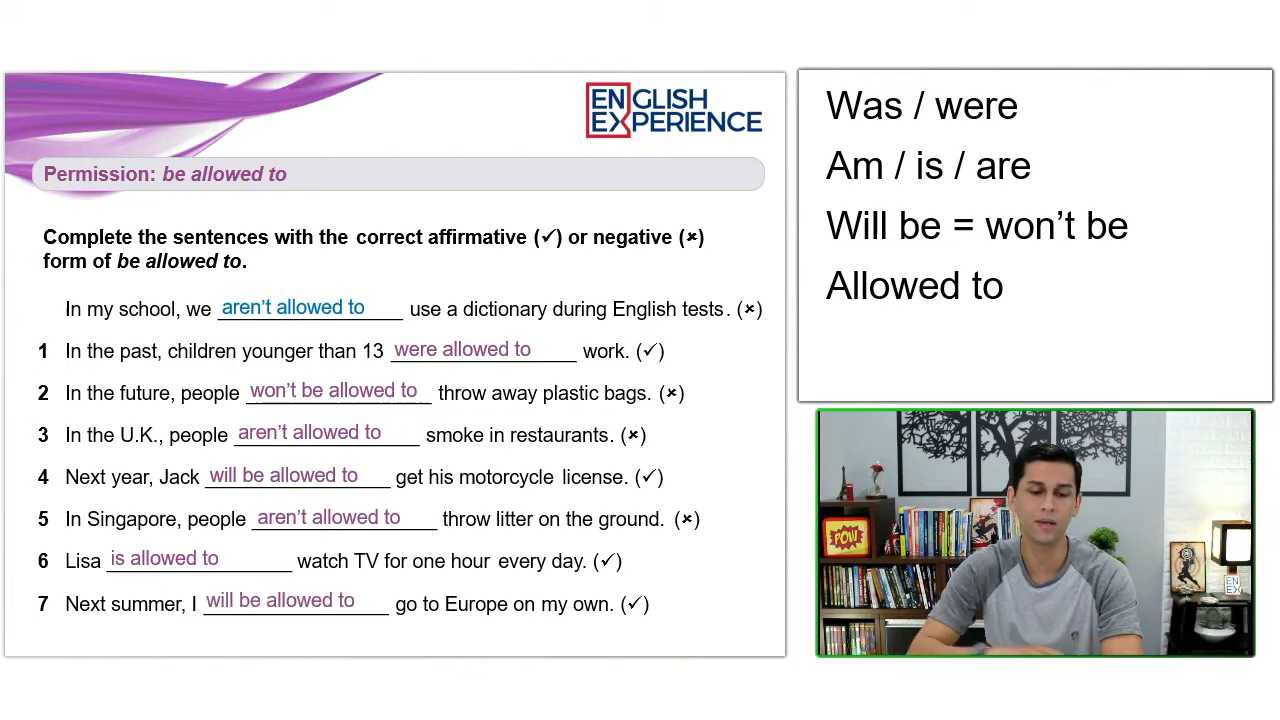 ENGLISH
EXPERIENCE
Permission: be allowed to
Complete the sentences with the correct affirmative (✓) or negative (×)
form of be allowed to.
In my school, we aren't allowed to use a dictionary during English tests. (×)
1 In the past, children younger than 13 were allowed to work. (✓)
2 In the future, people won't be allowed to throw away plastic bags. (×)
3 In the U.K., people aren't allowed to smoke in restaurants. (×)
4 Next year, Jack will be allowed to get his motorcycle license. (✓)
5 In Singapore, people aren't allowed to throw litter on the ground. (×)
6 Lisa is allowed to watch TV for one hour every day. (✓)
7 Next summer, I will be allowed to go to Europe on my own. (✓)
Was / were
Am / is / are
Will be = won't be
Allowed to
POW
EN
EX